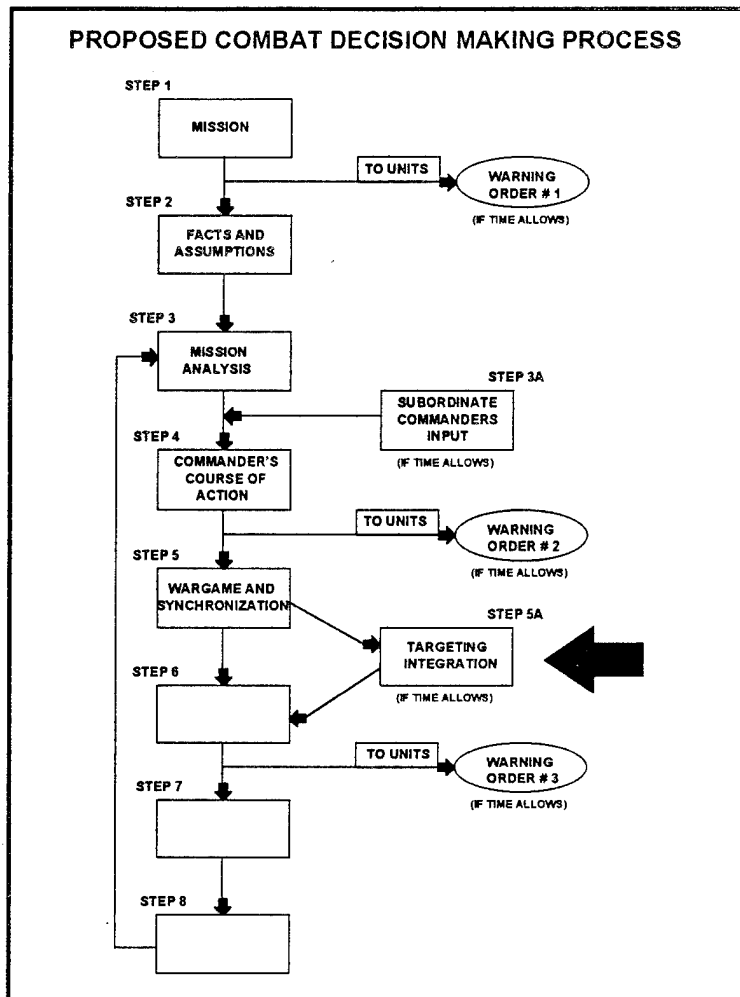 PROPOSED COMBAT DECISION MAKING PROCESS
STEP 1
MISSION
TO UNITS
WARNING
ORDER # 1
(IF TIME ALLOWS)
STEP 2
FACTS AND
ASSUMPTIONS
STEP 3
MISSION
ANALYSIS
STEP 3A
SUBORDINATE
COMMANDERS
INPUT
(IF TIME ALLOWS)
STEP 4
COMMANDER'S
COURSE OF
ACTION
TO UNITS
WARNING
ORDER # 2
(IF TIME ALLOWS)
STEP 5
WARGAME AND
SYNCHRONIZATION
STEP 5A
TARGETING
INTEGRATION
(IF TIME ALLOWS)
STEP 6
TO UNITS
WARNING
ORDER # 3
(IF TIME ALLOWS)
STEP 7
STEP 8